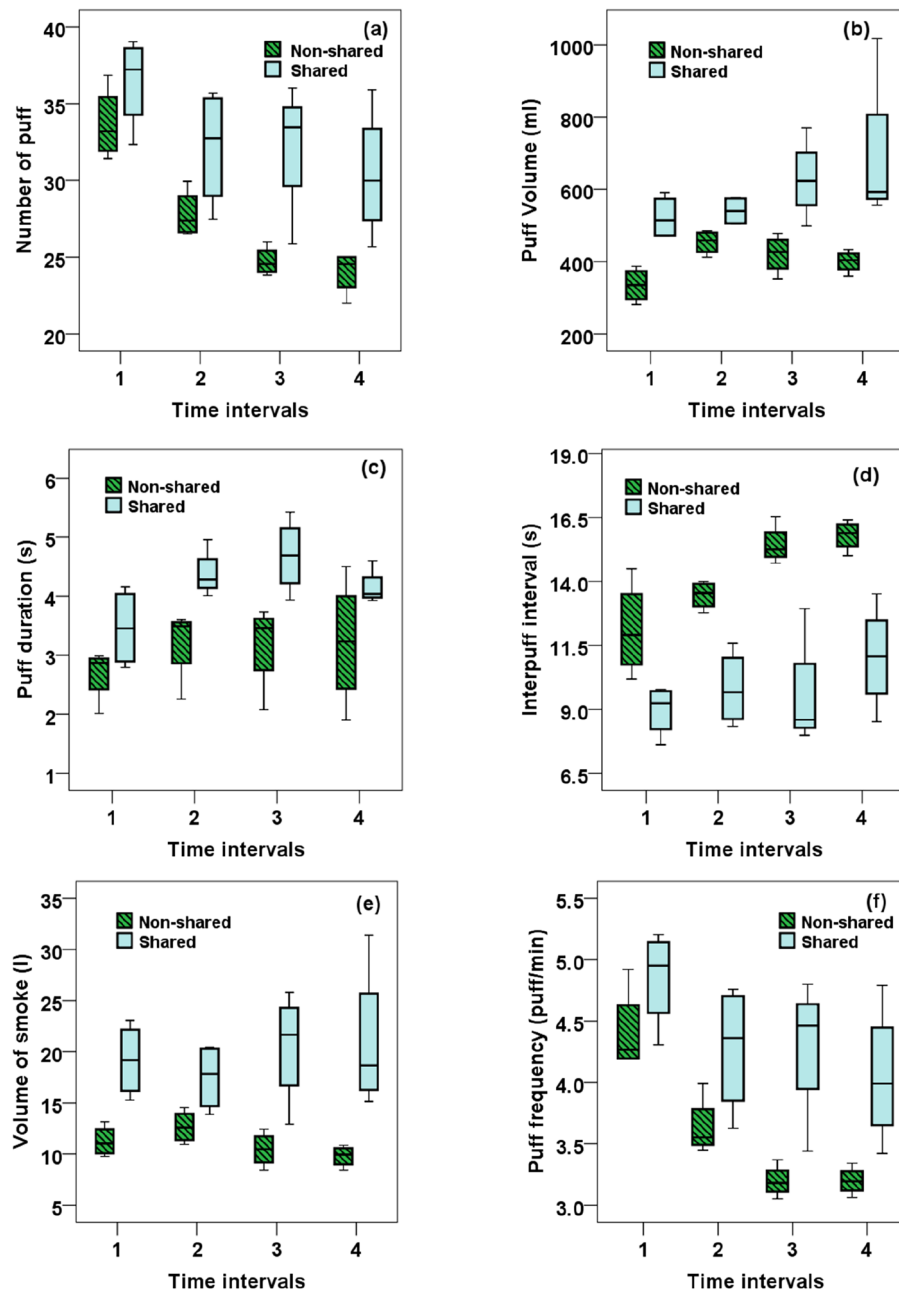 (a)
Non-shared
Shared
Number of puff
40
35
30
25
20
1 2 3 4
Time intervals
(b)
Non-shared
Shared
Puff Volume (ml)
1000
800
600
400
200
1 2 3 4
Time intervals
(c)
Non-shared
Shared
Puff duration (s)
6
5
4
3
2
1
1 2 3 4
Time intervals
(d)
Non-shared
Shared
Interpuff interval (s)
19.0
16.5
14.0
11.5
9.0
6.5
1 2 3 4
Time intervals
(e)
Non-shared
Shared
Volume of smoke (l)
35
30
25
20
15
10
5
1 2 3 4
Time intervals
(f)
Non-shared
Shared
Puff frequency (puff/min)
5.5
5.0
4.5
4.0
3.5
3.0
1 2 3 4
Time intervals